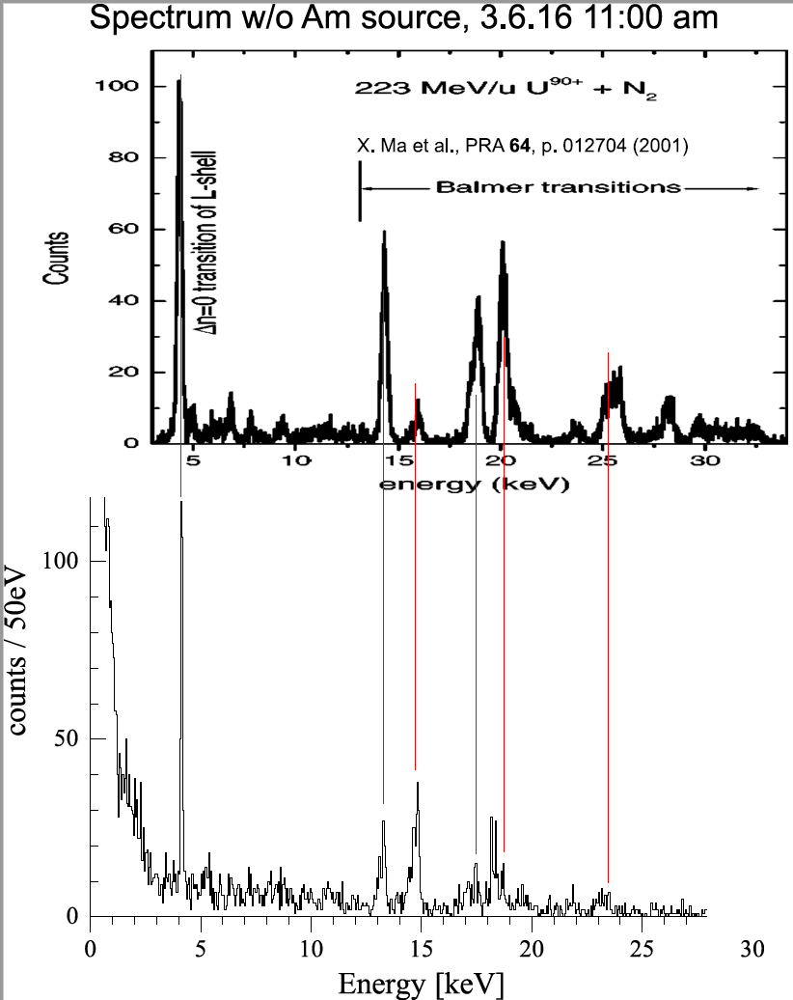 Spectrum w/o Am source, 3.6.16 11:00 am
223 MeV/u U90+ + N2
X. Ma et al., PRA 64, p. 012704 (2001)
Balmer transitions
Δn=0 transition of L-shell
Counts
100
80
60
40
20
0
5
10
15
20
25
30
energy (keV)
counts / 50eV
100
50
0
0
5
10
15
20
25
30
Energy [keV]